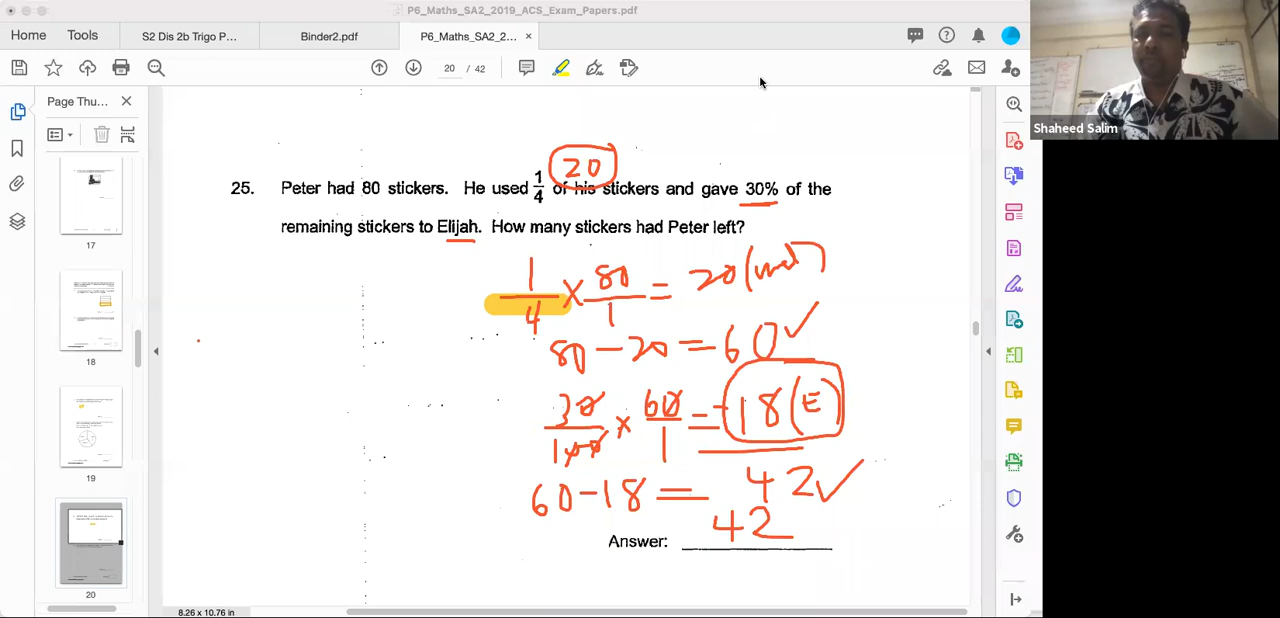 P6_Maths_SA2_2019_ACS_Exam_Papers.pdf
Home Tools S2 Dis 2b Trigo P... Binder2.pdf P6_Maths_SA2_2... ×
20 / 42
Page Thu... ×
Shaheed Salim
17
18
19
20
20
25. Peter had 80 stickers. He used 1/4 of his stickers and gave 30% of the
remaining stickers to Elijah. How many stickers had Peter left?
1/4 × 80/1 = 20
80 - 20 = 60 ✓
30/100 × 60/1 = 18 (E)
60 - 18 = 42 ✓
42
Answer:
8.26 x 10.76 in